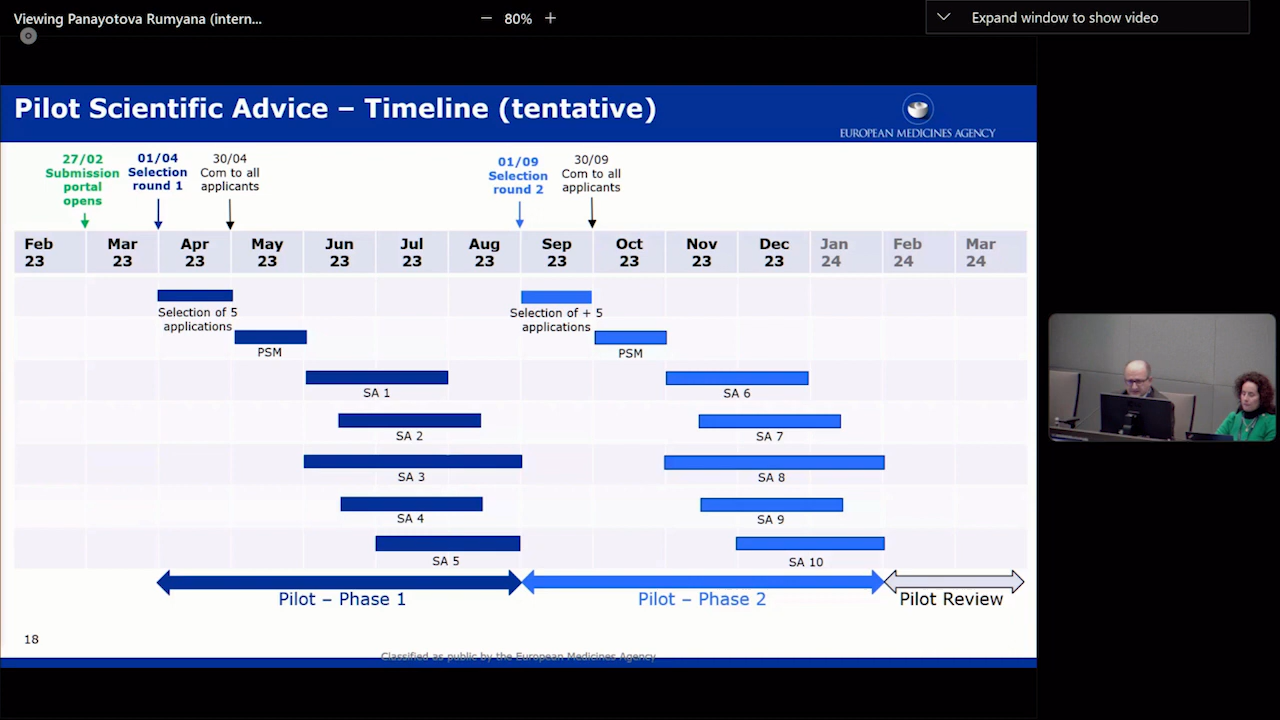 Viewing Panayotova Rumyana (intern...
80%
Expand window to show video
Pilot Scientific Advice – Timeline (tentative)
EUROPEAN MEDICINES AGENCY
27/02
Submission
portal
opens
01/04
Selection
round 1
30/04
Com to all
applicants
01/09
Selection
round 2
30/09
Com to all
applicants
Feb
23
Mar
23
Apr
23
May
23
Jun
23
Jul
23
Aug
23
Sep
23
Oct
23
Nov
23
Dec
23
Jan
24
Feb
24
Mar
24
Selection of 5
applications
Selection of + 5
applications
PSM
PSM
SA 1
SA 6
SA 2
SA 7
SA 3
SA 8
SA 4
SA 9
SA 5
SA 10
Pilot – Phase 1
Pilot – Phase 2
Pilot Review
18
Classified as public by the European Medicines Agency